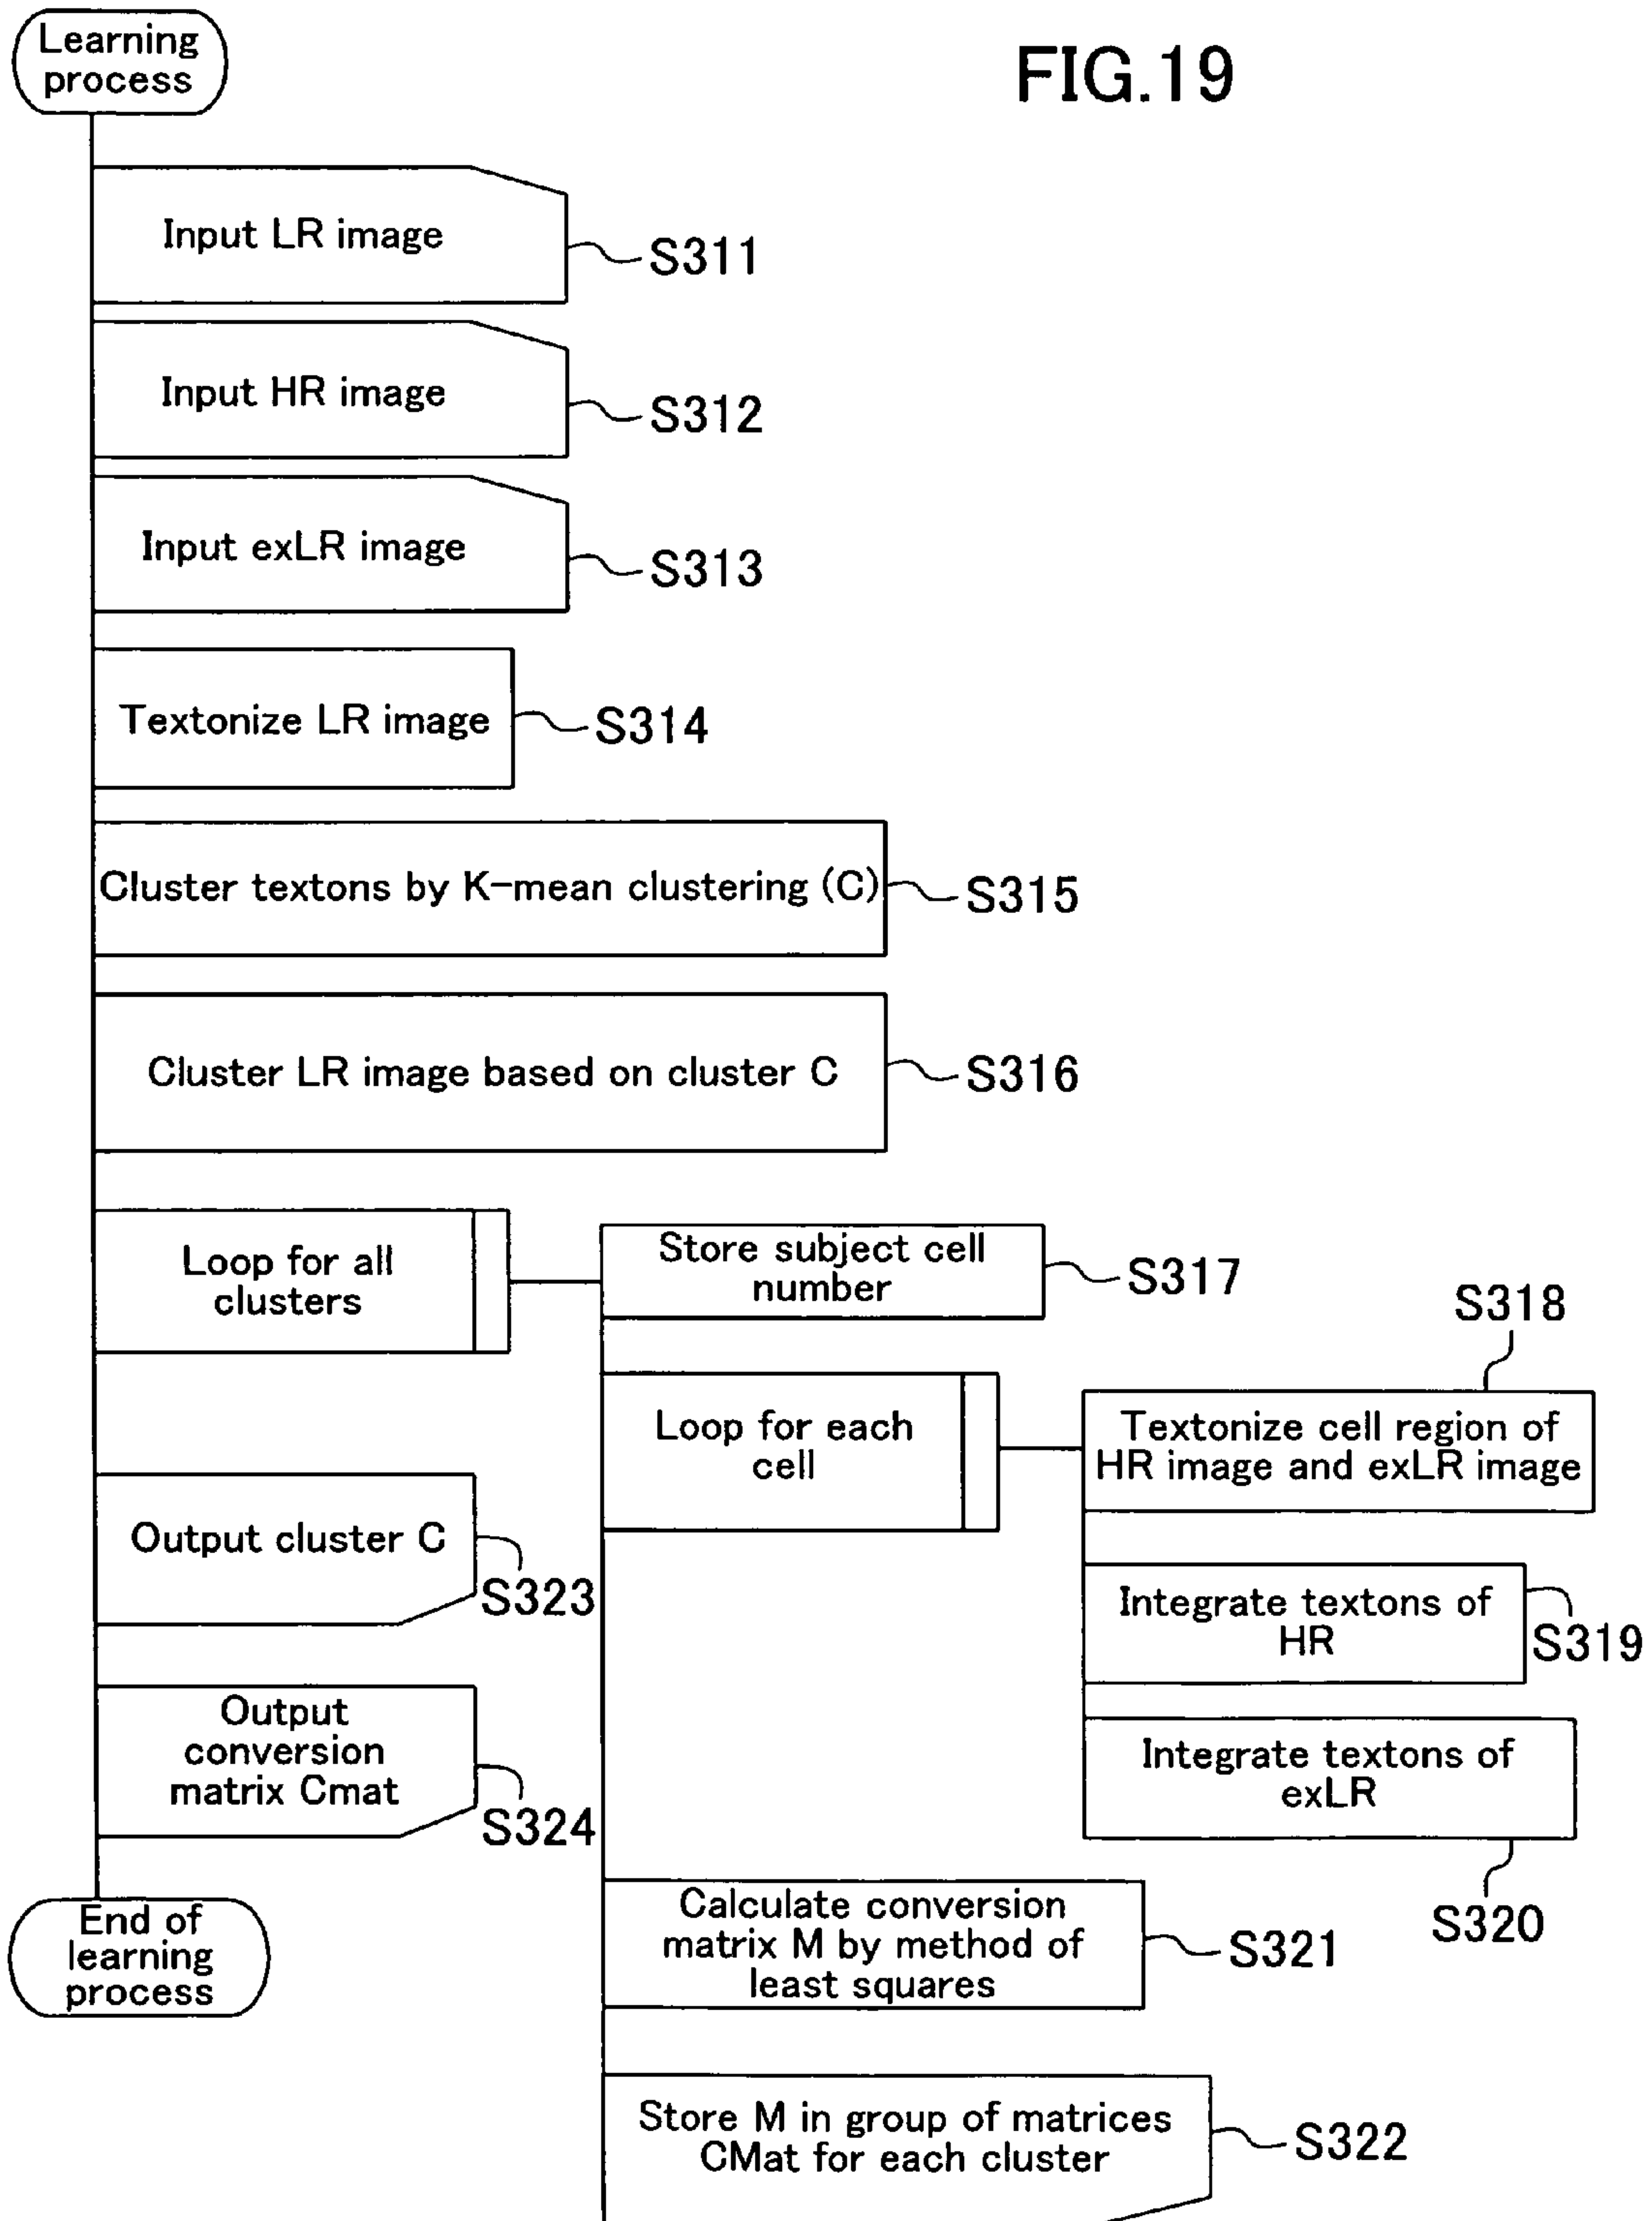 Learning
process
FIG.19
Input LR image
S311
Input HR image
S312
Input exLR image
S313
Textonize LR image
S314
Cluster textons by K-mean clustering (C)
S315
Cluster LR image based on cluster C
S316
Loop for all
clusters
Store subject cell
number
S317
Loop for each
cell
S318
Textonize cell region of
HR image and exLR image
Integrate textons of
HR
S319
Integrate textons of
exLR
S320
Calculate conversion
matrix M by method of
least squares
S321
Store M in group of matrices
CMat for each cluster
S322
Output cluster C
S323
Output
conversion
matrix Cmat
S324
End of
learning
process